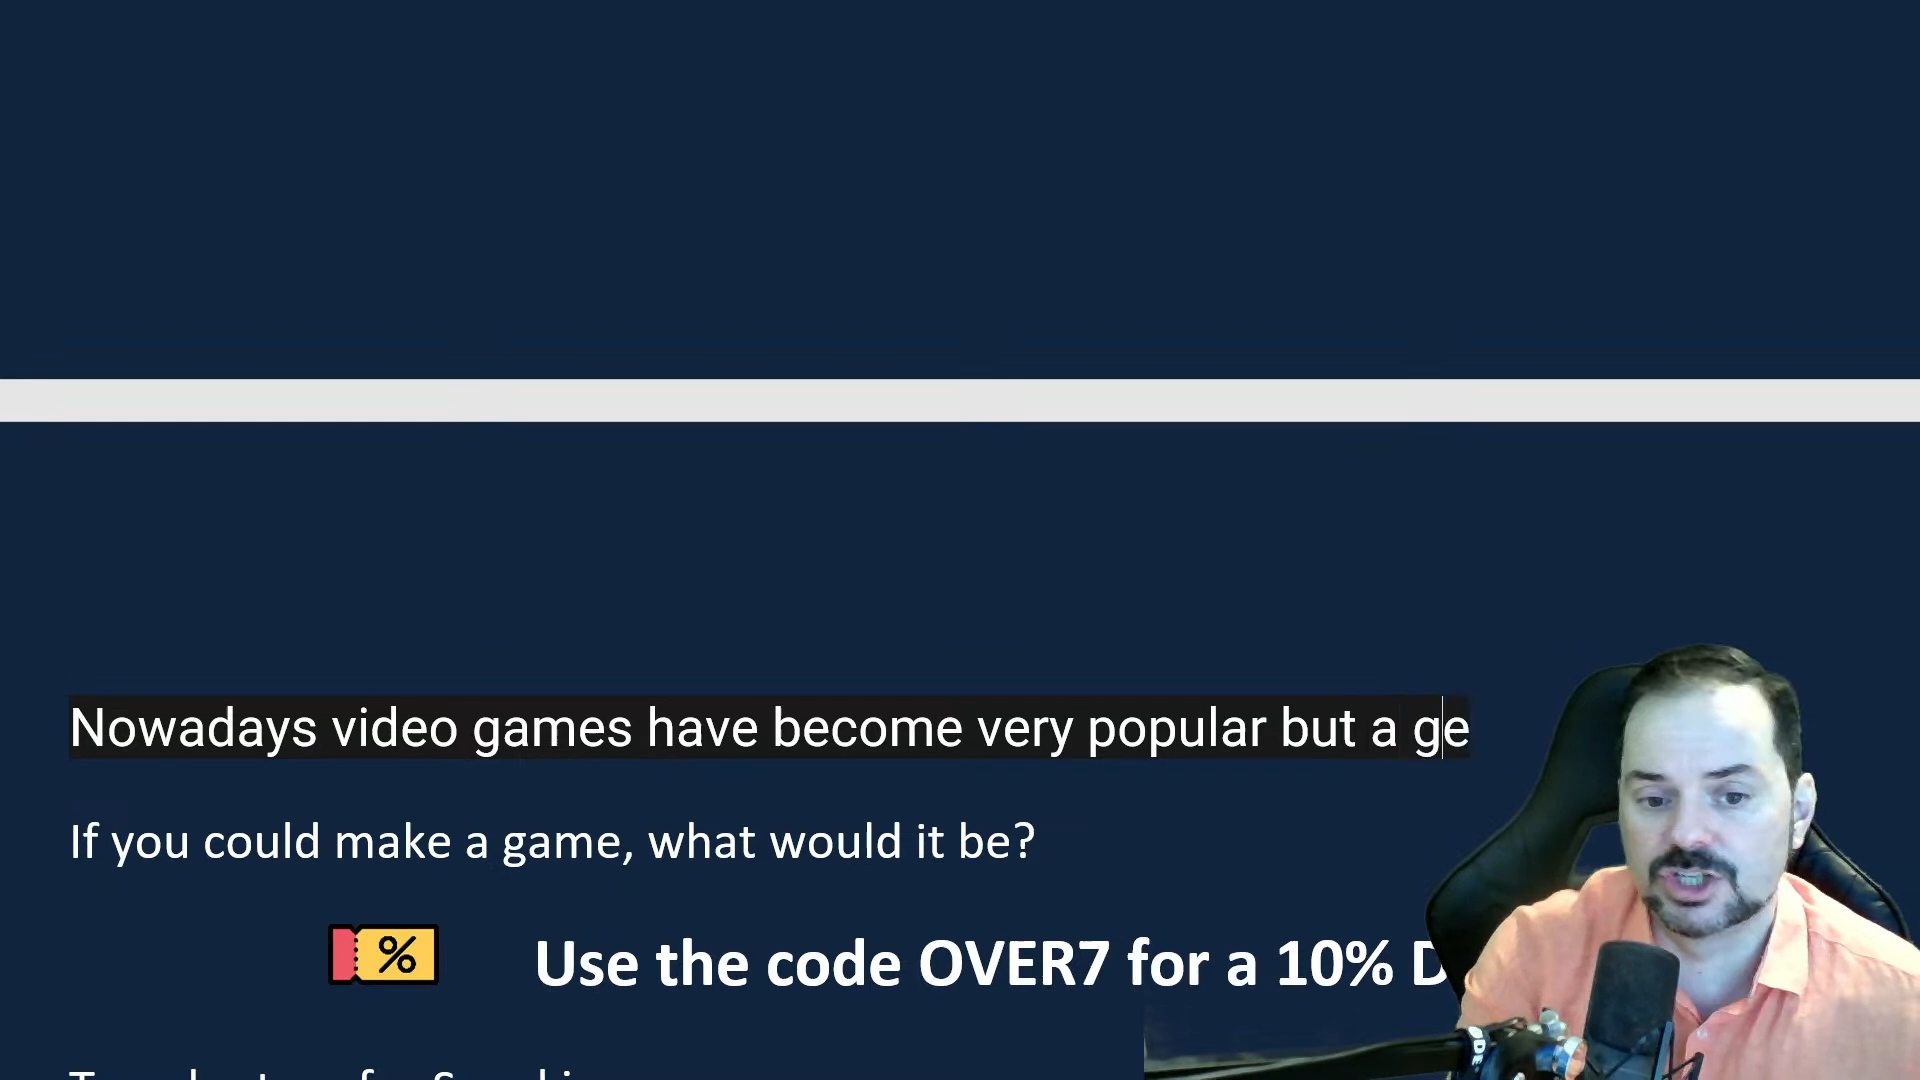 Nowadays video games have become very popular but a ge
If you could make a game, what would it be?
%
Use the code OVER7 for a 10% D